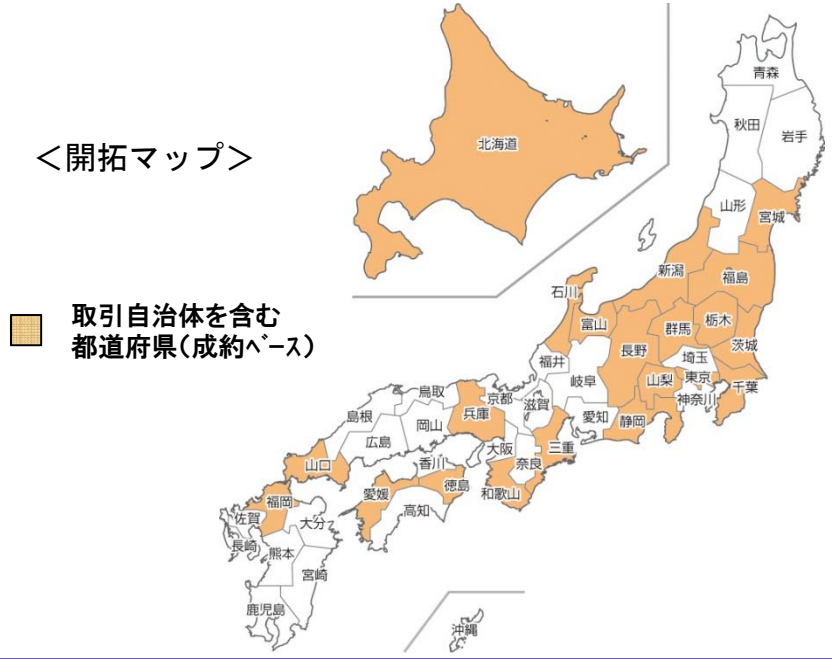 ＜開拓マップ＞
取引自治体を含む
都道府県（成約ﾍﾞｰｽ）
北海道
青森
秋田
岩手
山形
宮城
新潟
福島
石川
富山
群馬
栃木
長野
茨城
福井
埼玉
岐阜
山梨
東京
千葉
神奈川
鳥取
京都
滋賀
兵庫
愛知
静岡
島根
岡山
広島
大阪
奈良
三重
山口
香川
徳島
和歌山
愛媛
高知
福岡
佐賀
大分
長崎
熊本
宮崎
鹿児島
沖縄